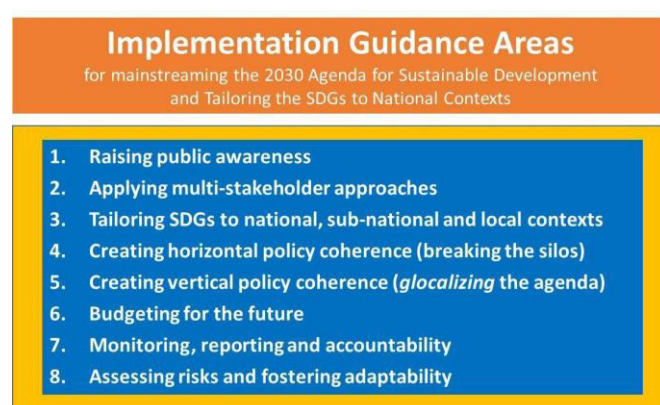 Implementation Guidance Areas
for mainstreaming the 2030 Agenda for Sustainable Development
and Tailoring the SDGs to National Contexts
1. Raising public awareness
2. Applying multi-stakeholder approaches
3. Tailoring SDGs to national, sub-national and local contexts
4. Creating horizontal policy coherence (breaking the silos)
5. Creating vertical policy coherence (glocalizing the agenda)
6. Budgeting for the future
7. Monitoring, reporting and accountability
8. Assessing risks and fostering adaptability